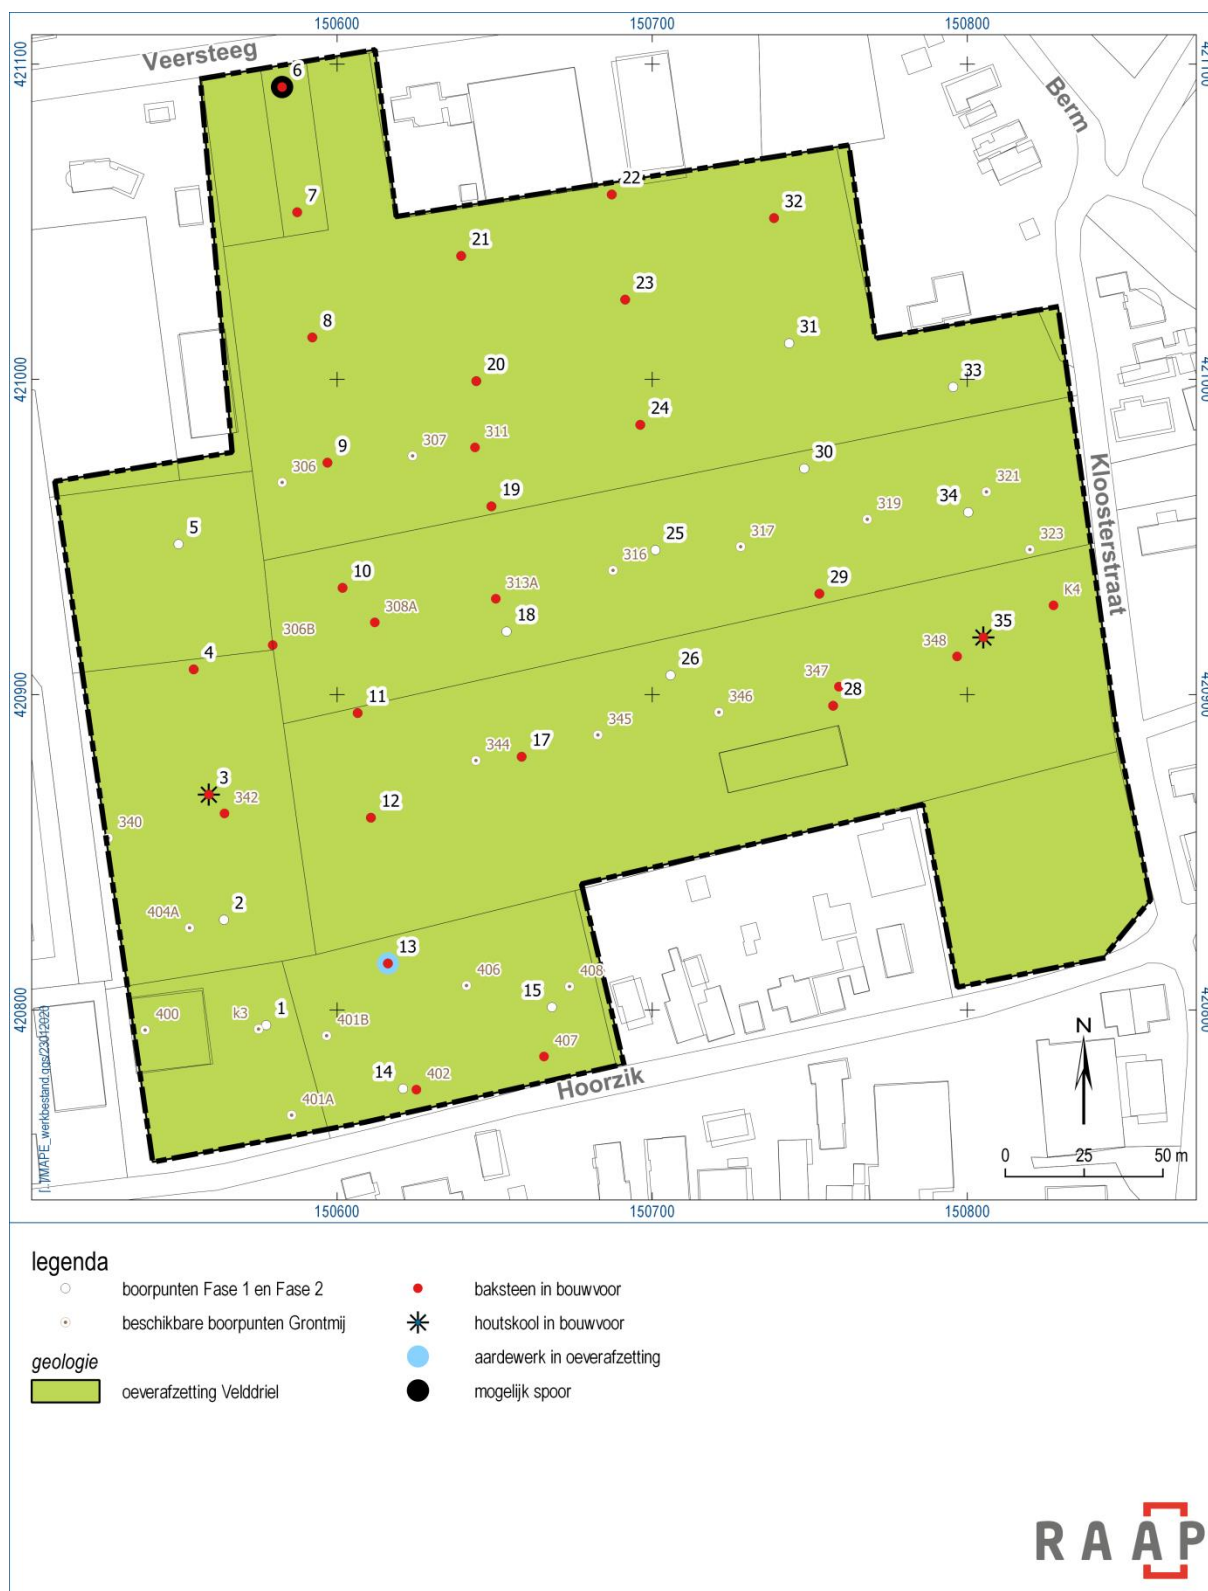 150600 150700 150800
421100 421100
Veersteeg
Berm
6
7
22
32
21
23
8
31
421000 421000
20
33
24
9
307
311
306
30
19
321
34
319
Kloosterstraat
5
25
317
316
323
10
313A
29
308A
18
K4
306B
35
4
348
26
347
420900 420900
11
28
346
345
17
344
3
342
12
340
2
404A
13
406
408
15
420800 420800
400
k3
1
401B
407
14
402
401A
Hoorzik
N
0 25 50 m
150600 150700 150800
legenda
boorpunten Fase 1 en Fase 2
beschikbare boorpunten Grontmij
geologie
oeverafzetting Velddriel
baksteen in bouwvoor
houtskool in bouwvoor
aardewerk in oeverafzetting
mogelijk spoor
RAAP